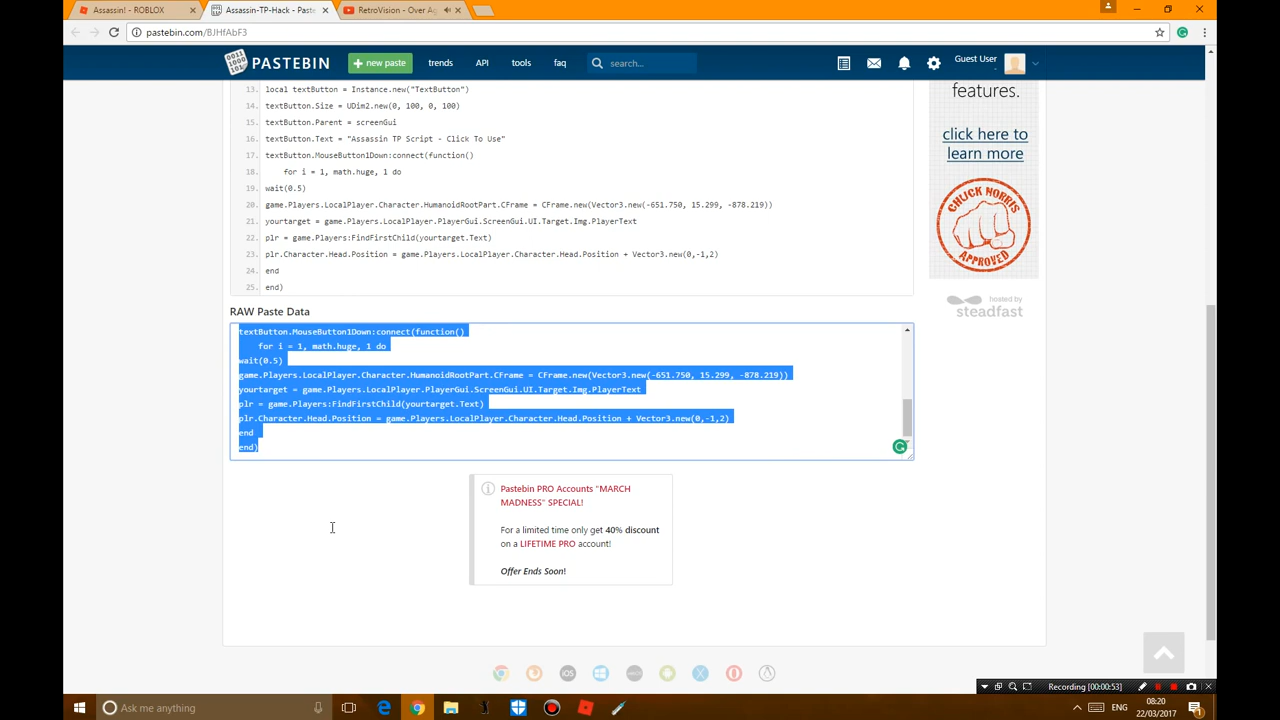 Assassin! - ROBLOX
Assassin-TP-Hack - Paste
RetroVision - Over Ag
pastebin.com/BJHfAbF3
PASTEBIN
+ new paste
trends
API
tools
faq
search...
Guest User
-
features.
click here to
learn more
CHUCK NORRIS
APPROVED
hosted by
steadfast
13. local textButton = Instance.new("TextButton")
14. textButton.Size = UDim2.new(0, 100, 0, 100)
15. textButton.Parent = screenGui
16. textButton.Text = "Assassin TP Script - Click To Use"
17. textButton.MouseButton1Down:connect(function()
18. for i = 1, math.huge, 1 do
19. wait(0.5)
20. game.Players.LocalPlayer.Character.HumanoidRootPart.CFrame = CFrame.new(Vector3.new(-651.750, 15.299, -878.219))
21. yourtarget = game.Players.LocalPlayer.PlayerGui.ScreenGui.UI.Target.Img.PlayerText
22. plr = game.Players:FindFirstChild(yourtarget.Text)
23. plr.Character.Head.Position = game.Players.LocalPlayer.Character.Head.Position + Vector3.new(0,-1,2)
24. end
25. end)
RAW Paste Data
textButton.MouseButton1Down:connect(function()
for i = 1, math.huge, 1 do
wait(0.5)
game.Players.LocalPlayer.Character.HumanoidRootPart.CFrame = CFrame.new(Vector3.new(-651.750, 15.299, -878.219))
yourtarget = game.Players.LocalPlayer.PlayerGui.ScreenGui.UI.Target.Img.PlayerText
plr = game.Players:FindFirstChild(yourtarget.Text)
plr.Character.Head.Position = game.Players.LocalPlayer.Character.Head.Position + Vector3.new(0,-1,2)
end
end)
Pastebin PRO Accounts "MARCH
MADNESS" SPECIAL!
For a limited time only get 40% discount
on a LIFETIME PRO account!
Offer Ends Soon!
Recording [00:00:53]
Ask me anything
ENG
08:20
22/03/2017